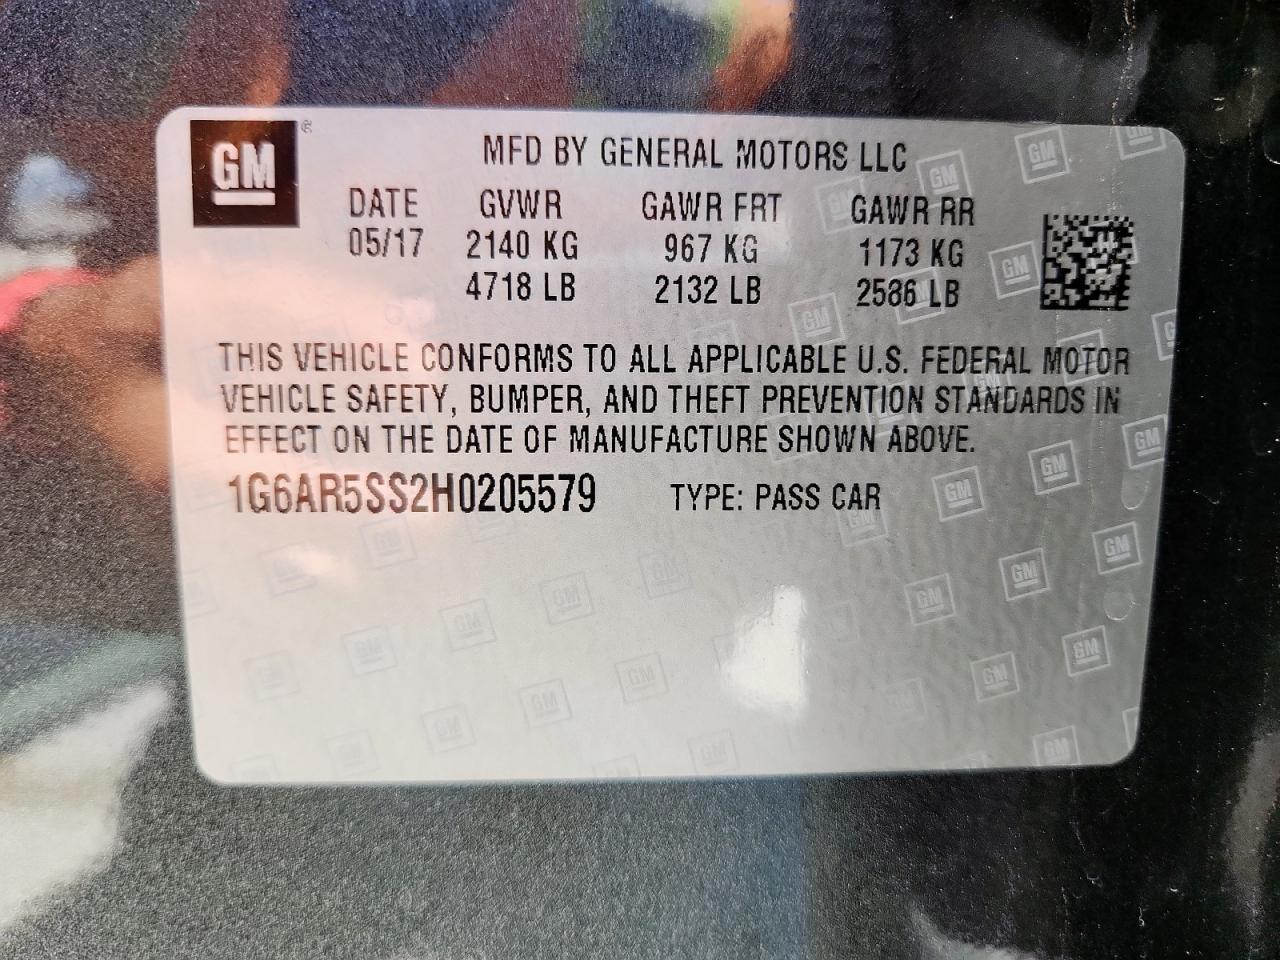 GM ®
MFD BY GENERAL MOTORS LLC
DATE GVWR GAWR FRT GAWR RR
05/17 2140 KG 967 KG 1173 KG
4718 LB 2132 LB 2586 LB
THIS VEHICLE CONFORMS TO ALL APPLICABLE U.S. FEDERAL MOTOR
VEHICLE SAFETY, BUMPER, AND THEFT PREVENTION STANDARDS IN
EFFECT ON THE DATE OF MANUFACTURE SHOWN ABOVE.
1G6AR5SS2H0205579 TYPE: PASS CAR